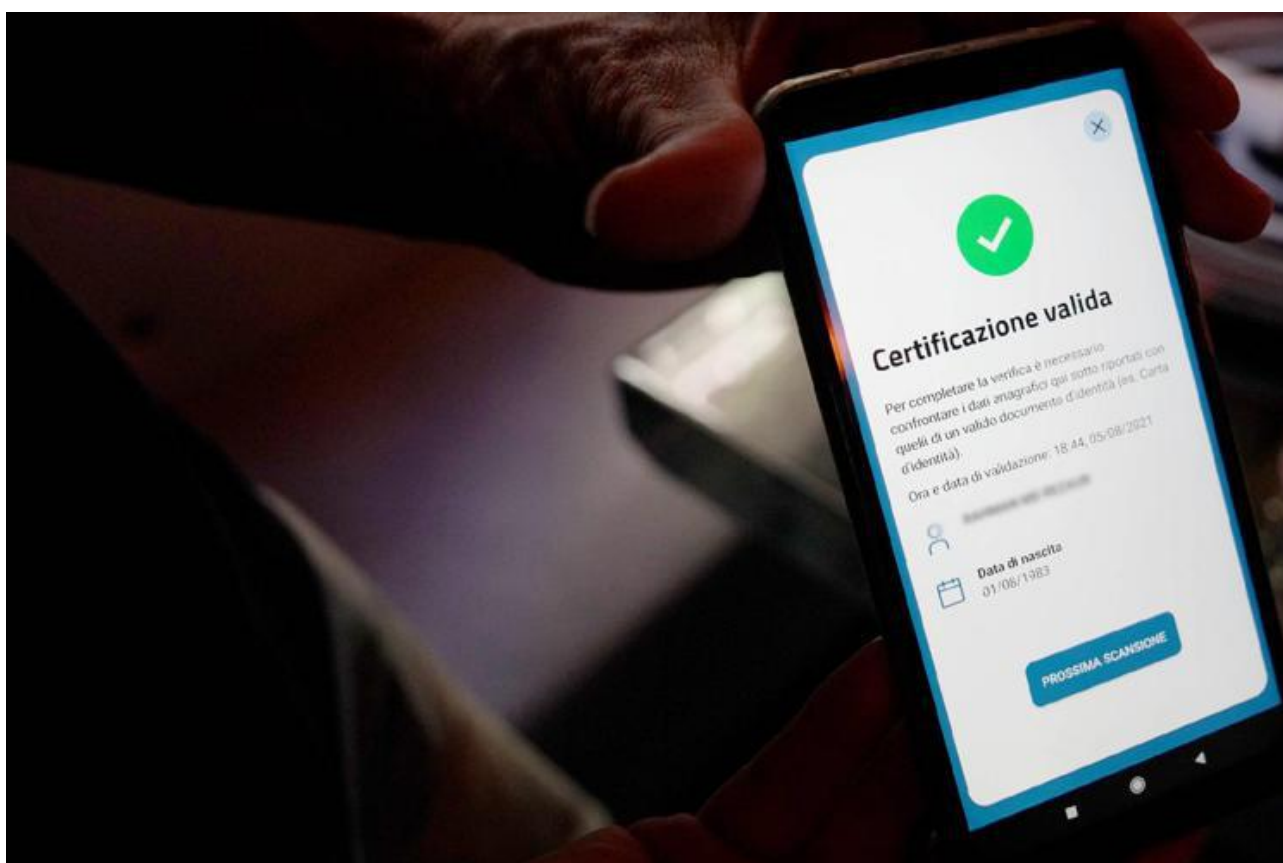 Certificazione valida
Per completare la verifica è necessario
confrontare i dati anagrafici qui sotto riportati con
quelli di un valido documento d'identità (es. Carta
d'identità).
Ora e data di validazione: 18:44, 05/08/2021
Data di nascita
01/08/1983
PROSSIMA SCANSIONE